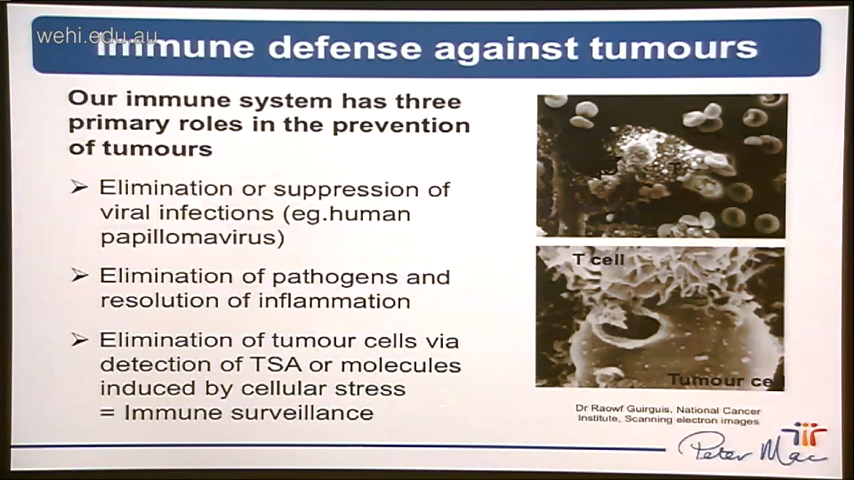 wehi.edu.au
Immune defense against tumours
Our immune system has three
primary roles in the prevention
of tumours
Elimination or suppression of
viral infections (eg.human
papillomavirus)
Elimination of pathogens and
resolution of inflammation
Elimination of tumour cells via
detection of TSA or molecules
induced by cellular stress
= Immune surveillance
T cell
Tumour ce
Dr Raowf Guirguis, National Cancer
Institute, Scanning electron images
Peter Mac